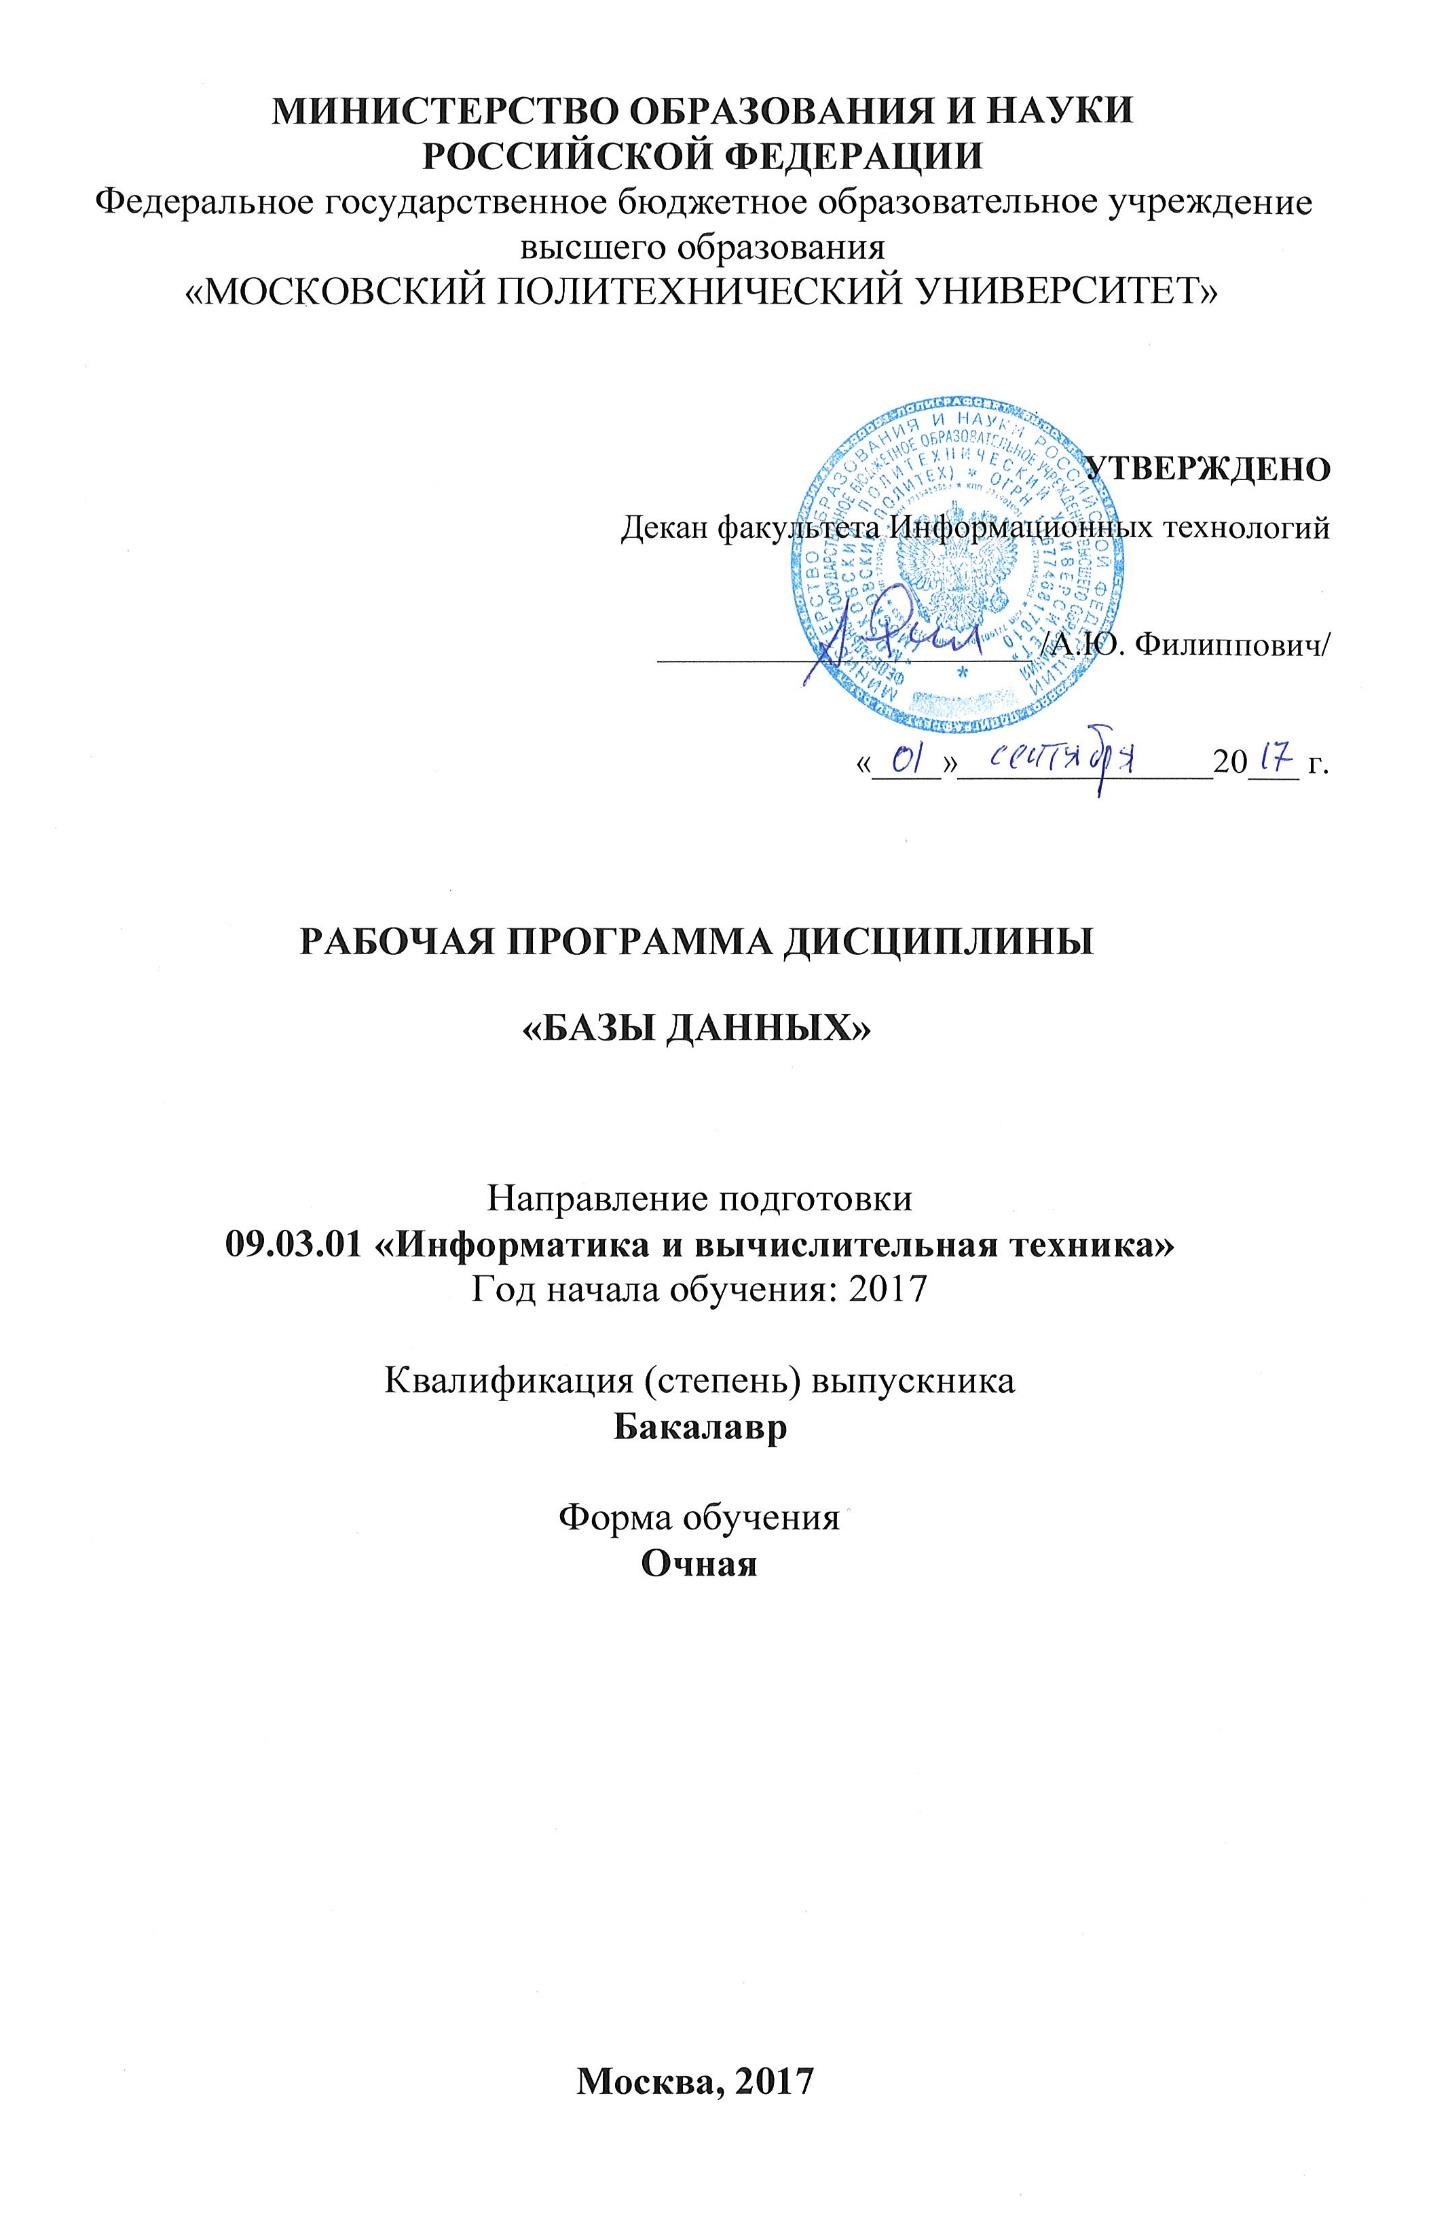 МИНИСТЕРСТВО ОБРАЗОВАНИЯ И НАУКИ
РОССИЙСКОЙ ФЕДЕРАЦИИ
Федеральное государственное бюджетное образовательное учреждение
высшего образования
«МОСКОВСКИЙ ПОЛИТЕХНИЧЕСКИЙ УНИВЕРСИТЕТ»
УТВЕРЖДЕНО
Декан факультета Информационных технологий
/А.Ю. Филиппович/
«01» сентября 2017 г.
РАБОЧАЯ ПРОГРАММА ДИСЦИПЛИНЫ
«БАЗЫ ДАННЫХ»
Направление подготовки
09.03.01 «Информатика и вычислительная техника»
Год начала обучения: 2017
Квалификация (степень) выпускника
Бакалавр
Форма обучения
Очная
Москва, 2017